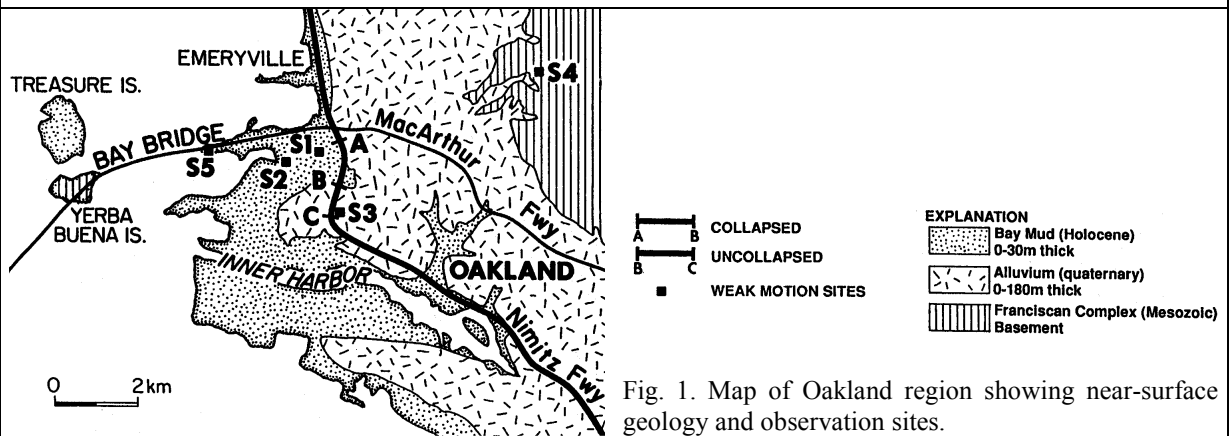 EMERYVILLE
S4
TREASURE IS.
MacArthur
BAY BRIDGE
S1
A
S5
S2
B
YERBA
BUENA IS.
C
S3
Fwy
INNER HARBOR
OAKLAND
Nimitz Fwy
0 2km
A B COLLAPSED
B C UNCOLLAPSED
WEAK MOTION SITES
EXPLANATION
Bay Mud (Holocene)
0-30m thick
Alluvium (quaternary)
0-180m thick
Franciscan Complex (Mesozoic)
Basement
Fig. 1. Map of Oakland region showing near-surface
geology and observation sites.